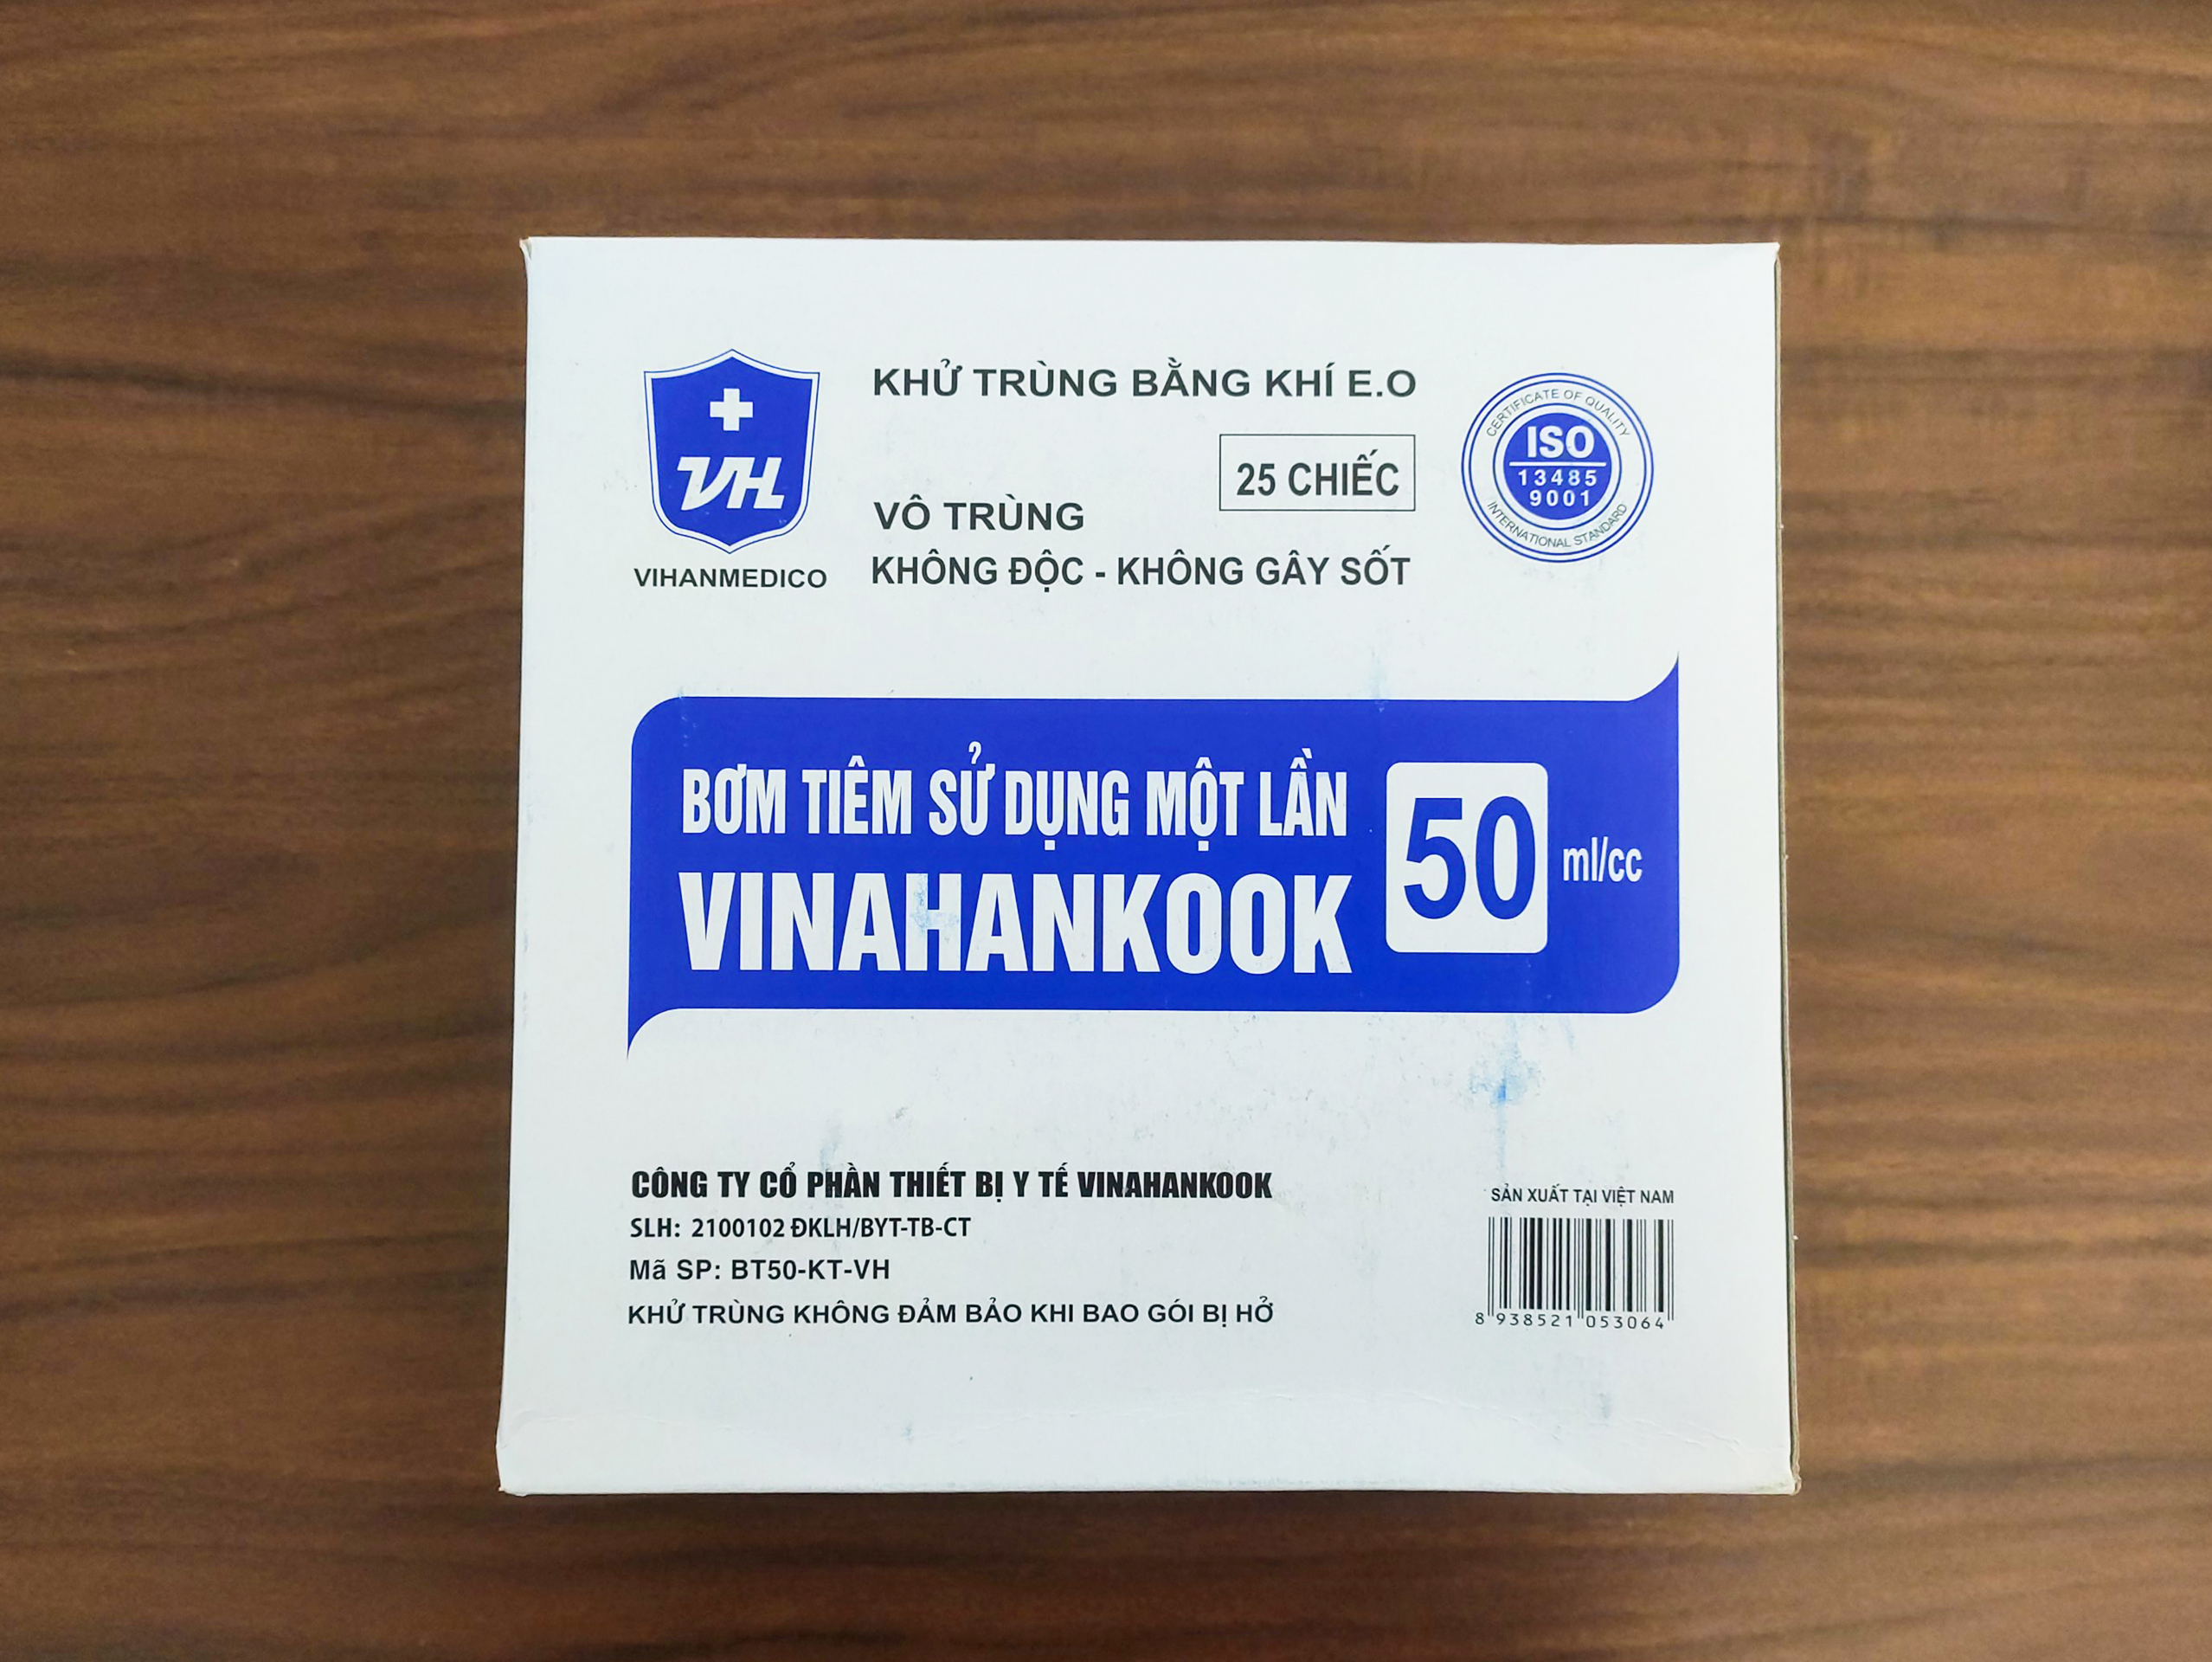 VH
VIHANMEDICO
KHỬ TRÙNG BẰNG KHÍ E.O
25 CHIẾC
VÔ TRÙNG
KHÔNG ĐỘC - KHÔNG GÂY SỐT
CERTIFICATE OF QUALITY
ISO
13485
9001
INTERNATIONAL STANDARD
BƠM TIÊM SỬ DỤNG MỘT LẦN
VINAHANKOOK
50 ml/cc
CÔNG TY CỔ PHẦN THIẾT BỊ Y TẾ VINAHANKOOK
SLH: 2100102 ĐKLH/BYT-TB-CT
Mã SP: BT50-KT-VH
KHỬ TRÙNG KHÔNG ĐẢM BẢO KHI BAO GÓI BỊ HỞ
SẢN XUẤT TẠI VIỆT NAM
8 938521 053064